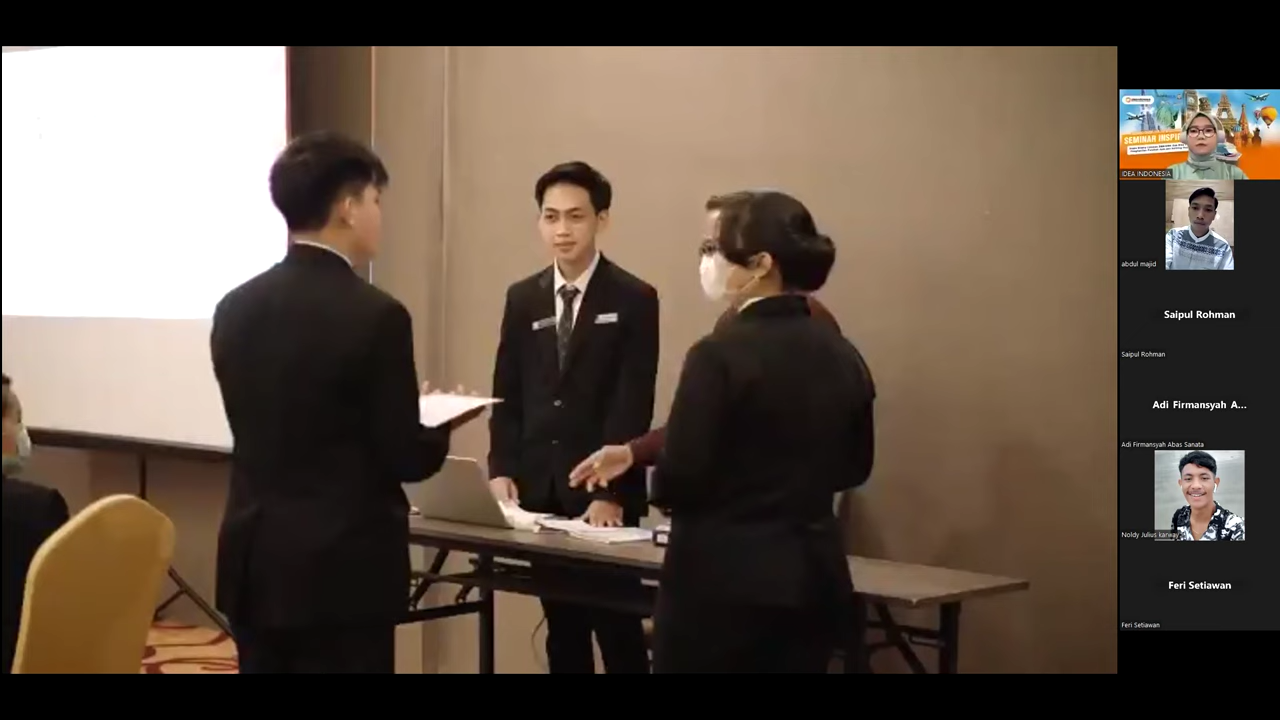 SEMINAR INSPI
IDEA INDONESIA
abdul majid
Saipul Rohman
Saipul Rohman
Adi Firmansyah A...
Adi Firmansyah Abas Sanata
Noldy Julius karway
Feri Setiawan
Feri Setiawan